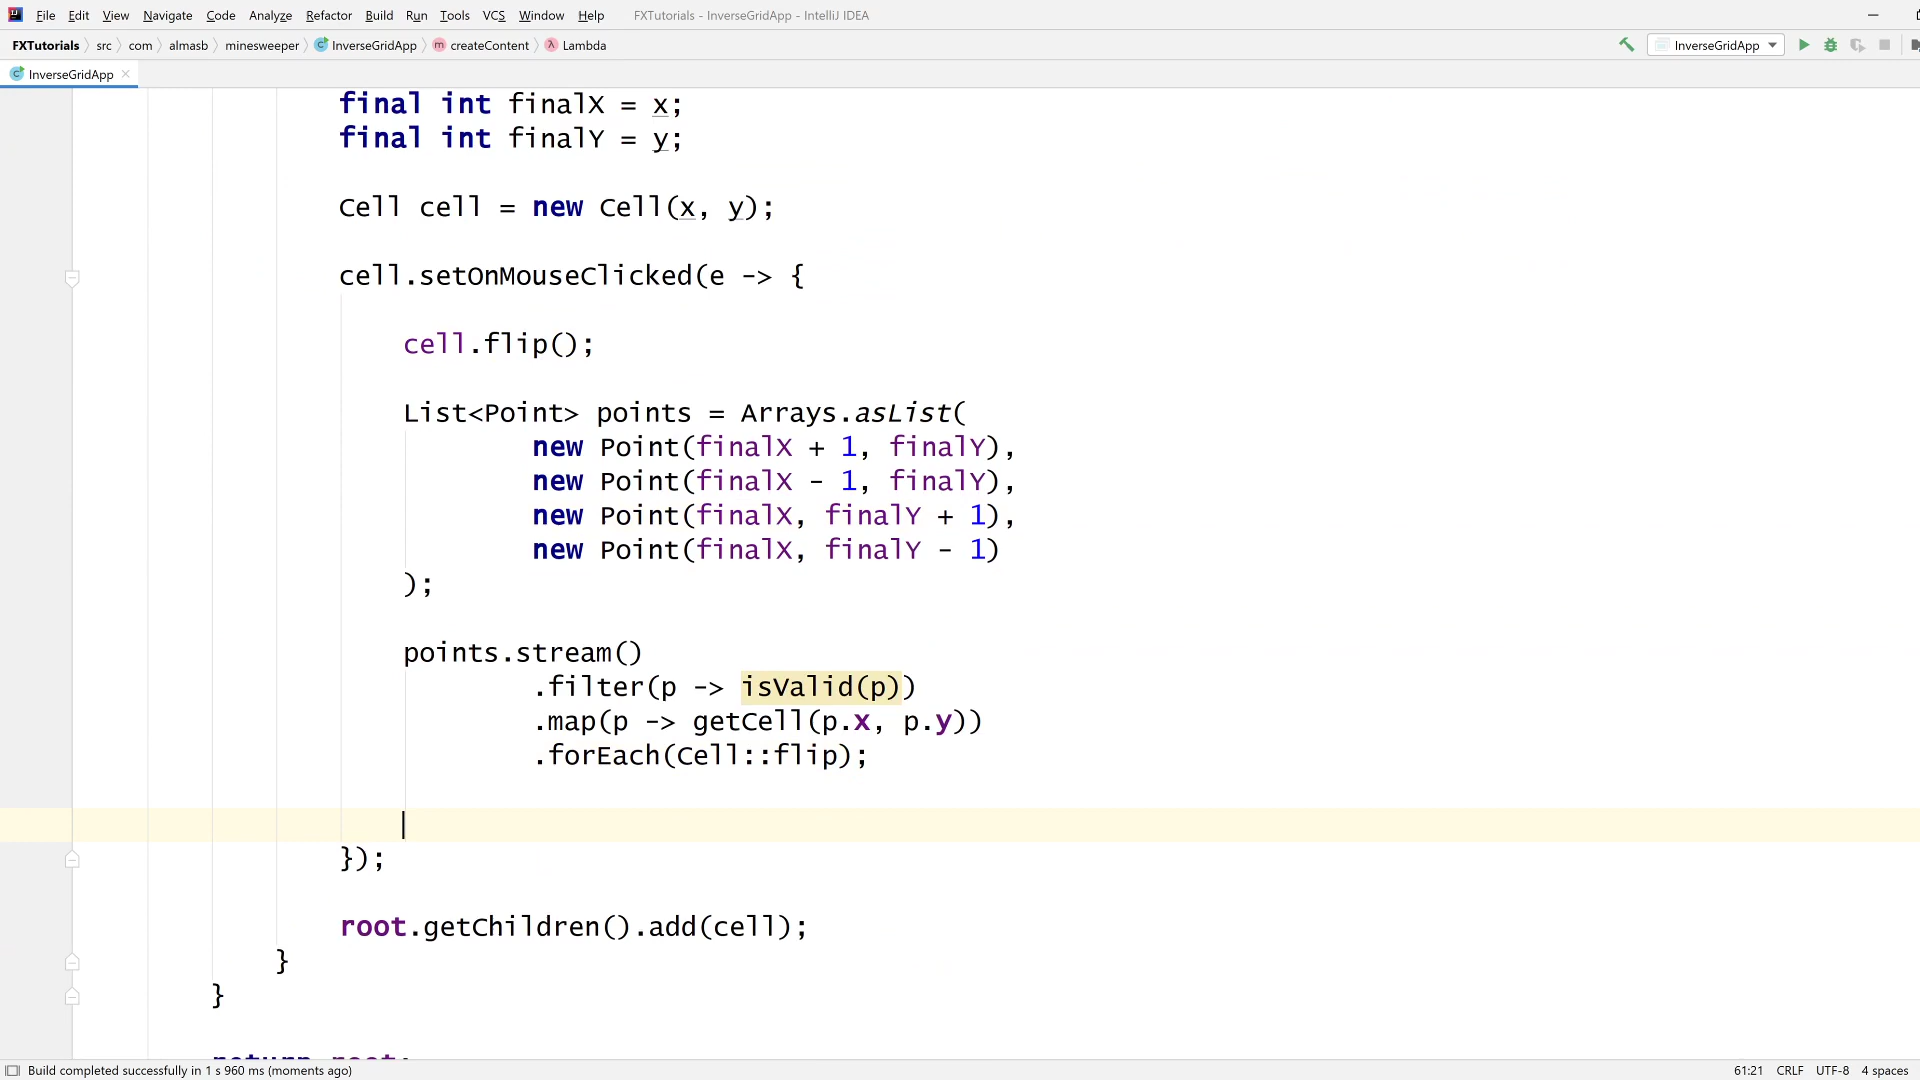 File Edit View Navigate Code Analyze Refactor Build Run Tools VCS Window Help FXTutorials - InverseGridApp - IntelliJ IDEA
FXTutorials src com almasb minesweeper InverseGridApp createContent Lambda InverseGridApp
InverseGridApp
final int finalX = x;
final int finalY = y;
Cell cell = new Cell(x, y);
cell.setOnMouseClicked(e -> {
cell.flip();
List<Point> points = Arrays.asList(
new Point(finalX + 1, finalY),
new Point(finalX - 1, finalY),
new Point(finalX, finalY + 1),
new Point(finalX, finalY - 1)
);
points.stream()
.filter(p -> isValid(p))
.map(p -> getCell(p.x, p.y))
.forEach(Cell::flip);
});
root.getChildren().add(cell);
}
}
return root;
Build completed successfully in 1 s 960 ms (moments ago) 61:21 CRLF UTF-8 4 spaces